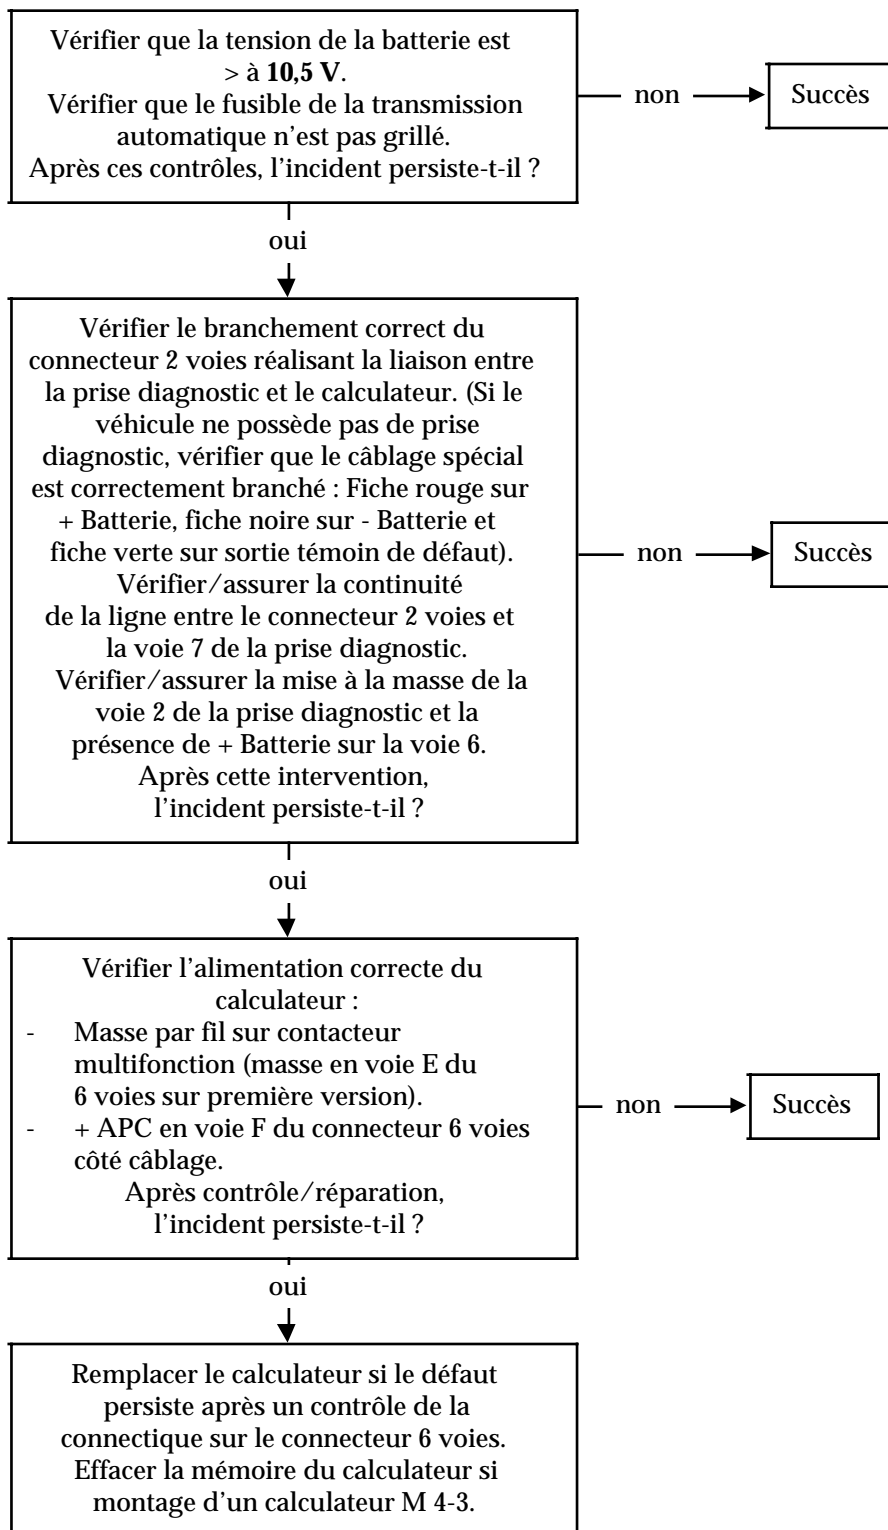 Vérifier que la tension de la batterie est
> à 10,5 V.
Vérifier que le fusible de la transmission
automatique n'est pas grillé.
Après ces contrôles, l'incident persiste-t-il ?
non
Succès
oui
Vérifier le branchement correct du
connecteur 2 voies réalisant la liaison entre
la prise diagnostic et le calculateur. (Si le
véhicule ne possède pas de prise
diagnostic, vérifier que le câblage spécial
est correctement branché : Fiche rouge sur
+ Batterie, fiche noire sur - Batterie et
fiche verte sur sortie témoin de défaut).
Vérifier/assurer la continuité
de la ligne entre le connecteur 2 voies et
la voie 7 de la prise diagnostic.
Vérifier/assurer la mise à la masse de la
voie 2 de la prise diagnostic et la
présence de + Batterie sur la voie 6.
Après cette intervention,
l'incident persiste-t-il ?
non
Succès
oui
Vérifier l'alimentation correcte du
calculateur :
- Masse par fil sur contacteur
multifonction (masse en voie E du
6 voies sur première version).
- + APC en voie F du connecteur 6 voies
côté câblage.
Après contrôle/réparation,
l'incident persiste-t-il ?
non
Succès
oui
Remplacer le calculateur si le défaut
persiste après un contrôle de la
connectique sur le connecteur 6 voies.
Effacer la mémoire du calculateur si
montage d'un calculateur M 4-3.